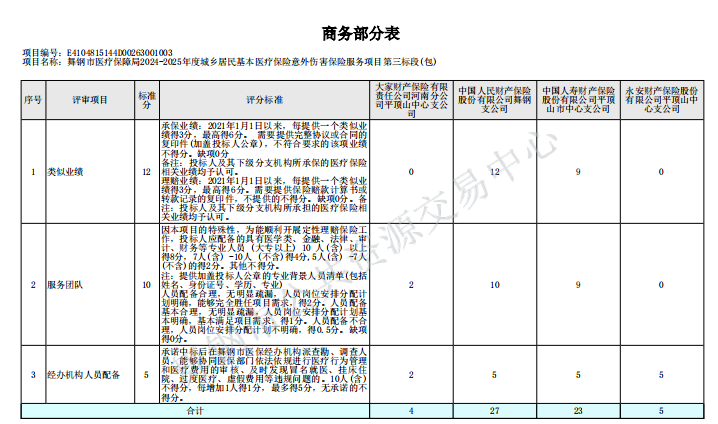 商务部分表
项目编号: E4104815144D00263001003
项目名称: 舞钢市医疗保障局2024-2025年度城乡居民基本医疗保险意外伤害保险服务项目第三标段(包)
序号 评审项目 标准分 评分标准 大家财产保险有限责任公司河南分公司平顶山中心支公司 中国人民财产保险股份有限公司舞钢支公司 中国人寿财产保险股份有限公司平顶山市中心支公司 永安财产保险股份有限公司平顶山中心支公司
1 类似业绩 12
承保业绩: 2021年1月1日以来, 每提供一个类似业
绩得3分, 最高得6分。 需要提供完整协议或合同的
复印件(加盖投标人公章), 不符合要求的该项业绩
不得分。缺项0分
备注: 投标人及其下级分支机构所承保的医疗保险
相关业绩均予认可。
理赔业绩: 2021年1月1日以来, 每提供一个类似业
绩得3分, 最高得6分。需要提供保险赔款计算书或
转款记录的复印件, 不提供的不得分。缺项0分。备
注: 投标人及其下级分支机构所承担的医疗保险相
关业绩均予认可。
0 12 9 0
2 服务团队 10
因本项目的特殊性, 为能顺利开展定性理赔保险工
作, 投标人应配备的具有医学类、金融、法律、审
计、财务等专业人员 (大专以上) 10 人(含) 以上
得8分, 7人(含) -10人 (不含)得4分,5人(含) -7人
(不含)的得2分。其他不得分。
注: 提供加盖投标人公章的专业背景人员清单(包括
姓名、身份证号、学历、专业)
人员配备合理, 无明显疏漏, 人员岗位安排分配计
划明确, 能够完全胜任项目需求, 得2分。人员配备
基本合理, 无明显疏漏, 人员岗位安排分配计划基
本明确, 基本满足项目需求, 得1分。人员配备不合
理, 人员岗位安排分配计划不明确, 得0.5分。缺项
得0分。
2 10 9 0
3 经办机构人员配备 5
承诺中标后在舞钢市医保经办机构派查勘、调查人
员, 能够协同医保部门依法依规进行医疗行为管理
和医疗费用的审核、及时发现冒名就医、挂床住
院、过度医疗、虚假费用等违规问题的。10人(含)
不得分, 每增加1人得1分, 最多得5分, 无承诺的不
得分。
2 5 5 5
合计 4 27 23 5